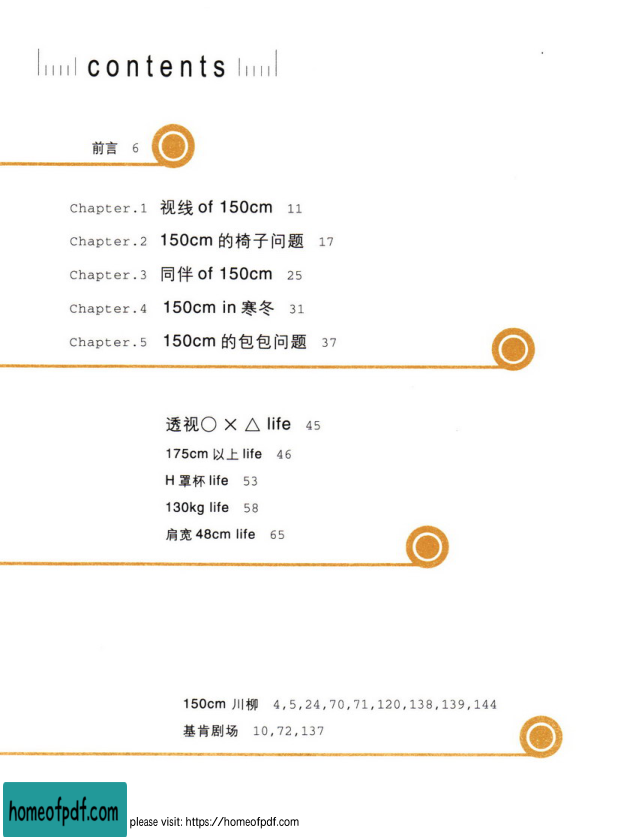 contents
前言 6
Chapter.1 视线 of 150cm 11
Chapter.2 150cm 的椅子问题 17
Chapter.3 同伴 of 150cm 25
Chapter.4 150cm in 寒冬 31
Chapter.5 150cm 的包包问题 37
透视○ × △ life 45
175cm 以上 life 46
H 罩杯 life 53
130kg life 58
肩宽 48cm life 65
150cm 川柳 4,5,24,70,71,120,138,139,144
基肯剧场 10,72,137
homeofpdf.com
please visit: https://homeofpdf.com